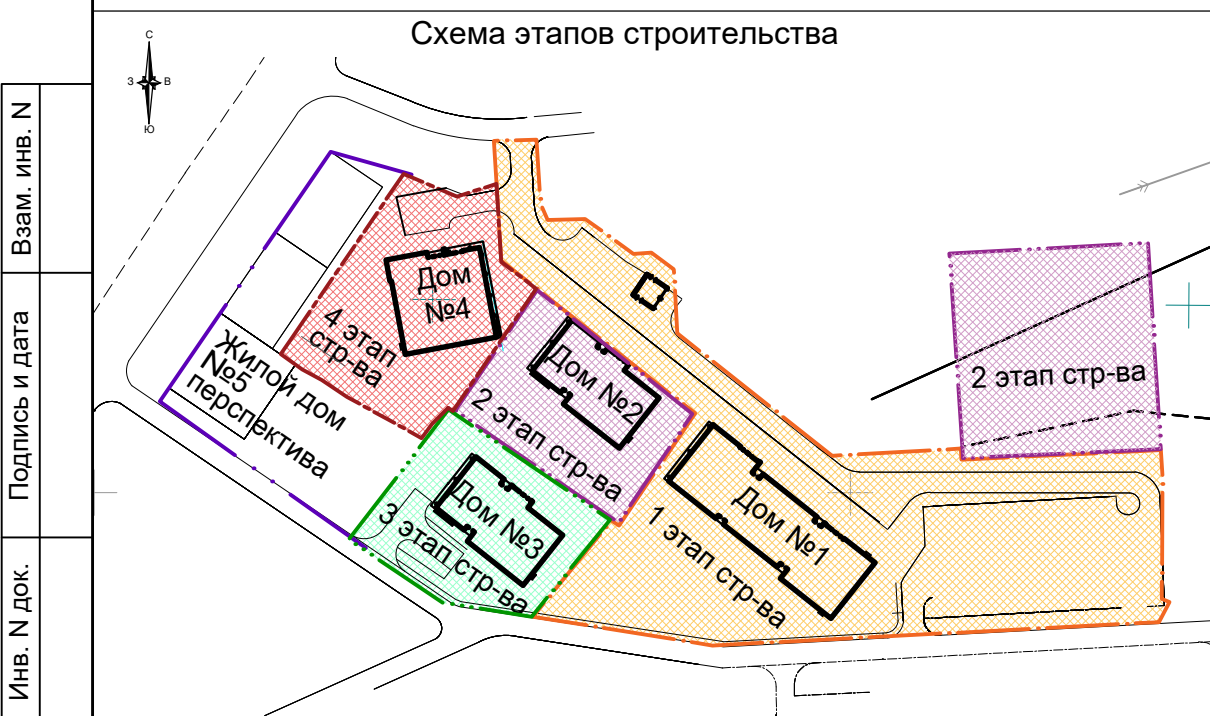 Схема этапов строительства
С
З
В
Ю
Взам. инв. N
Подпись и дата
Инв. N док.
Дом
№4
4 этап
стр-ва
Жилой дом
№5
перспектива
Дом №2
2 этап стр-ва
2 этап стр-ва
Дом №3
3 этап стр-ва
Дом №1
1 этап стр-ва